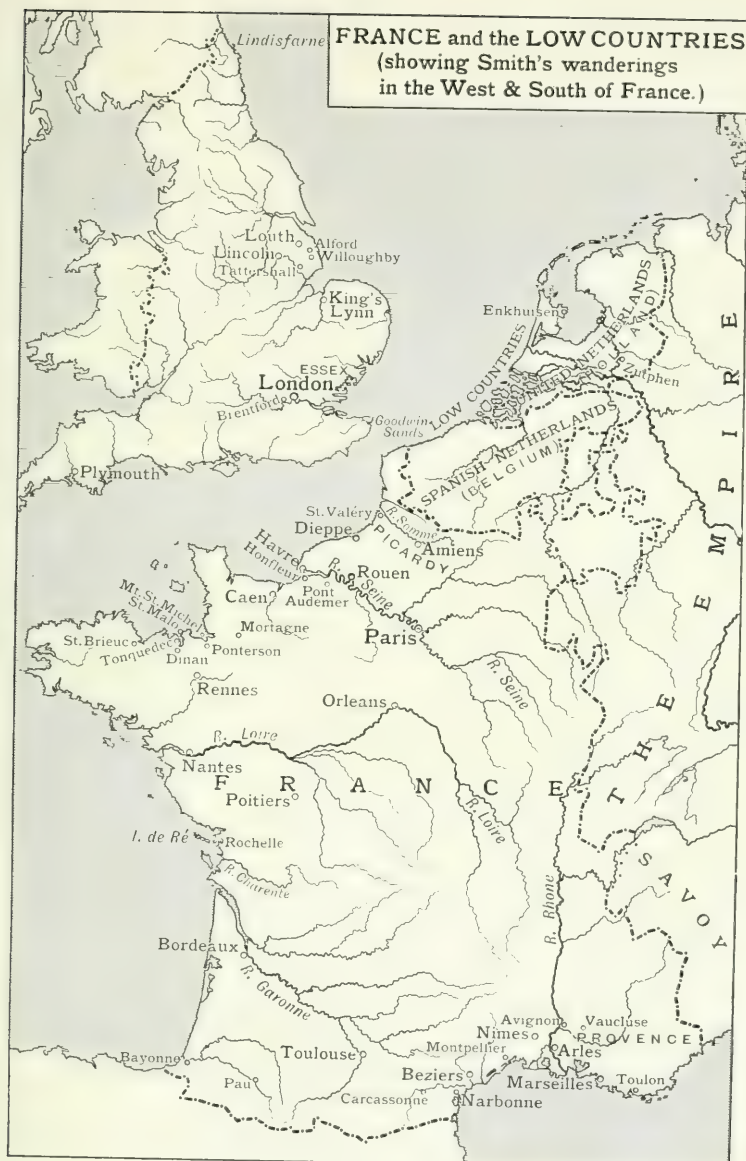 FRANCE and the LOW COUNTRIES
(showing Smith's wanderings
in the West & South of France.)
Lindisfarne
Louth
Alford
Lincoln
Willoughby
Tattershall
King's
Lynn
ESSEX
London
Brentford
Goodwin
Sands
Plymouth
Enkhuisen
LOW COUNTRIES
UNITED NETHERLANDS
(HOLLAND)
Zutphen
SPANISH NETHERLANDS
(BELGIUM)
THE EMPIRE
St. Valéry
R. Somme
Dieppe
PICARDY
Amiens
Havre
Honfleur
Rouen
R. Seine
Caen
Pont
Audemer
Mt. St. Michel
St. Malo
Mortagne
Paris
St. Brieuc
Tonquedec
Ponterson
Dinan
Rennes
R. Seine
Orleans
R. Loire
Nantes
FRANCE
Poitiers
R. Loire
I. de Ré
Rochelle
R. Charente
SAVOY
R. Rhone
Bordeaux
R. Garonne
Avignon
Vaucluse
Nimes
PROVENCE
Montpellier
Arles
Toulouse
Bayonne
Beziers
Marseilles
Toulon
Pau
Carcassonne
Narbonne